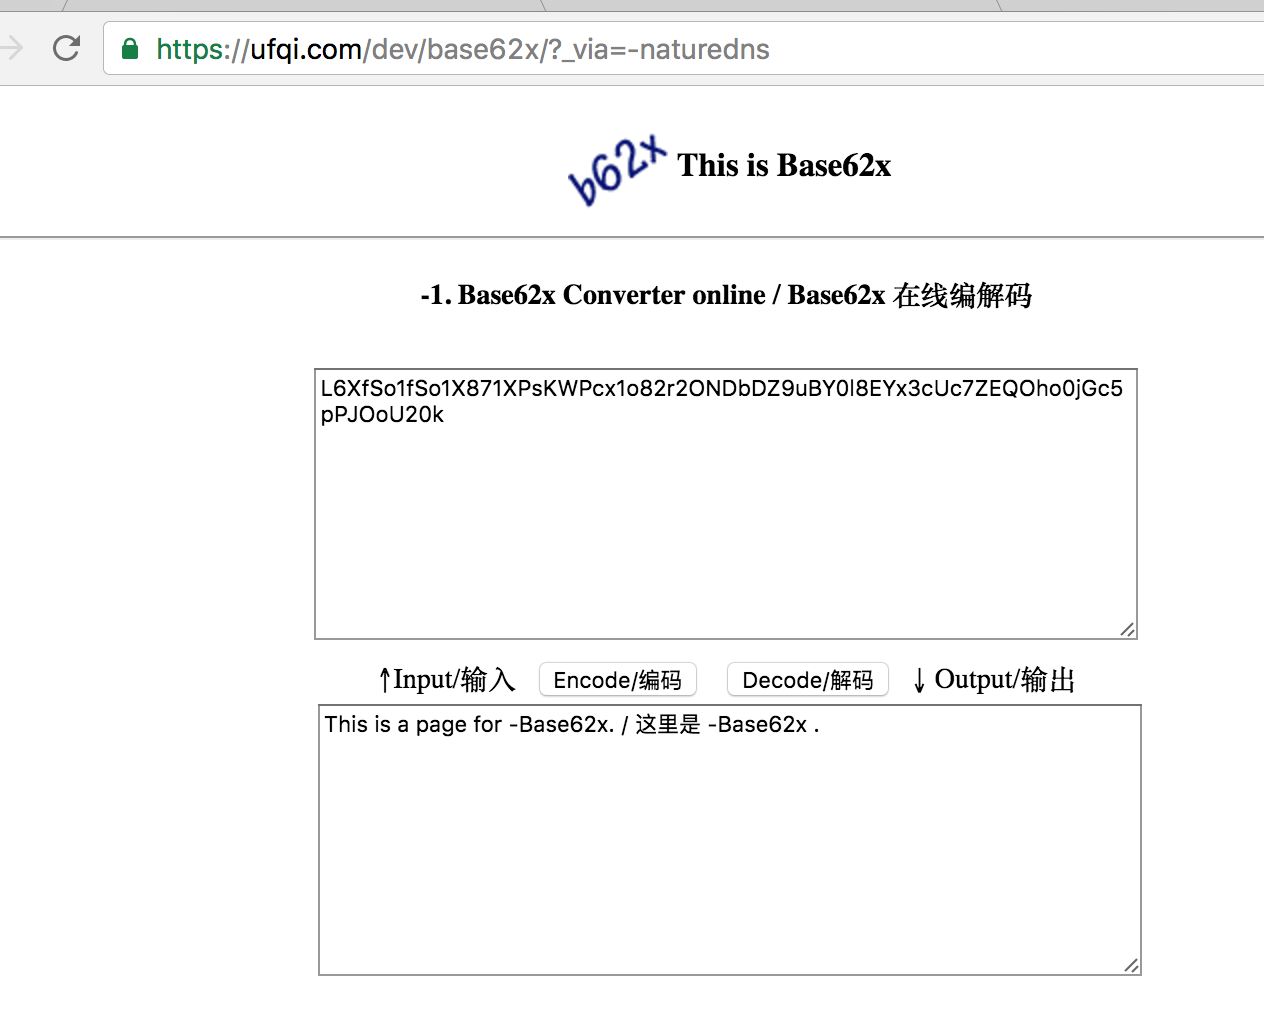 https://ufqi.com/dev/base62x/?_via=-naturedns
b62x This is Base62x
-1. Base62x Converter online / Base62x 在线编解码
L6XfSo1fSo1X871XPsKWPcx1o82r2ONDbDZ9uBY0l8EYx3cUc7ZEQOho0jGc5
pPJOoU20k
↑Input/输入 Encode/编码 Decode/解码 ↓ Output/输出
This is a page for -Base62x. / 这里是 -Base62x .